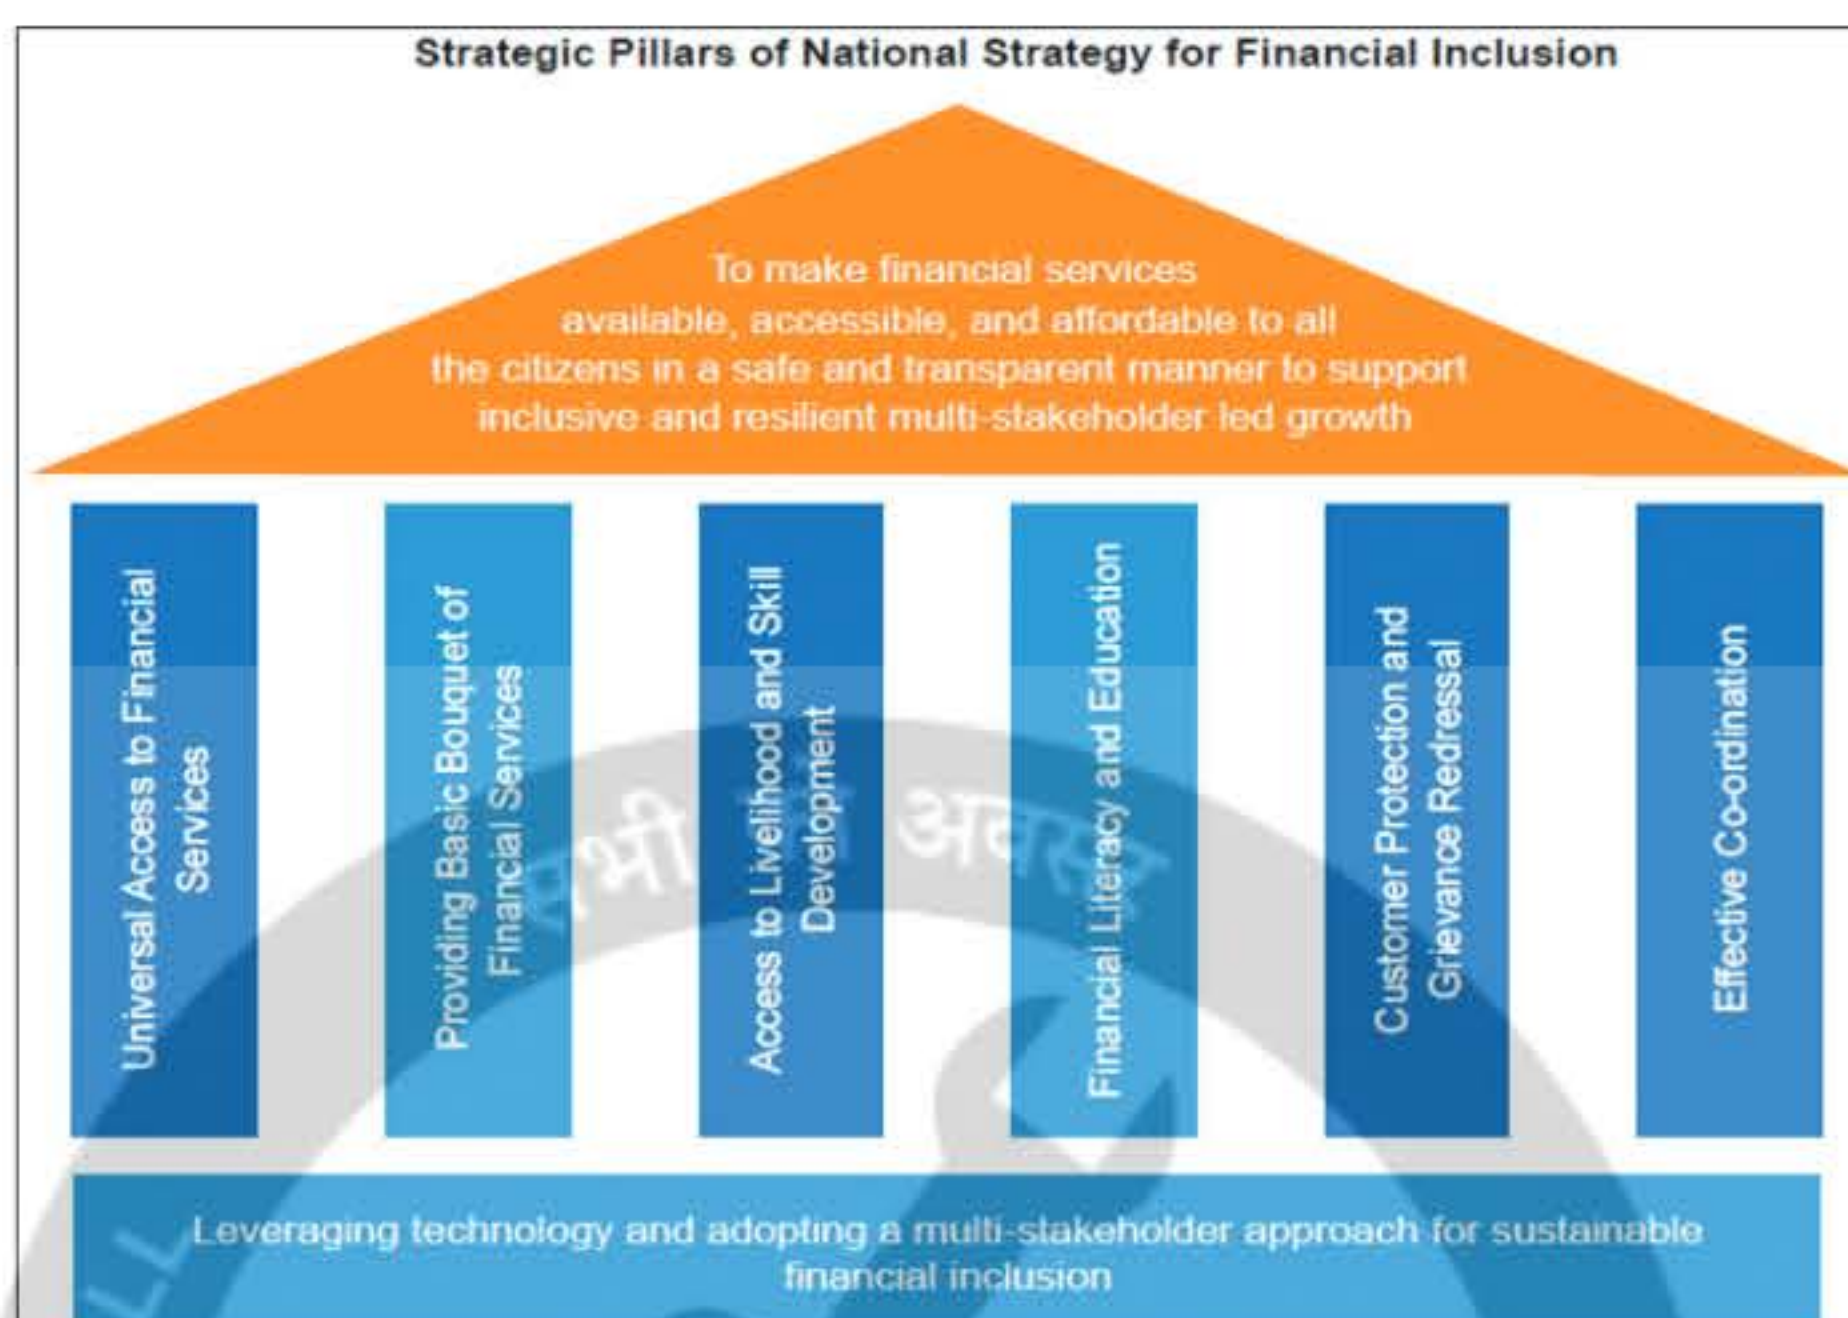 Strategic Pillars of National Strategy for Financial Inclusion
To make financial services
available, accessible, and affordable to all
the citizens in a safe and transparent manner to support
inclusive and resilient multi-stakeholder led growth
Universal Access to Financial
Services
Providing Basic Bouquet of
Financial Services
Access to Livelihood and Skill
Development
Financial Literacy and Education
Customer Protection and
Grievance Redressal
Effective Co-ordination
सभी को अवसर
Leveraging technology and adopting a multi-stakeholder approach for sustainable
financial inclusion